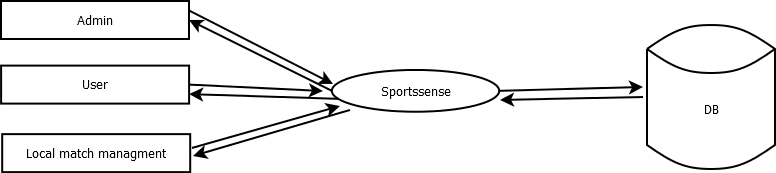 Admin
User
Sportssense
DB
Local match managment